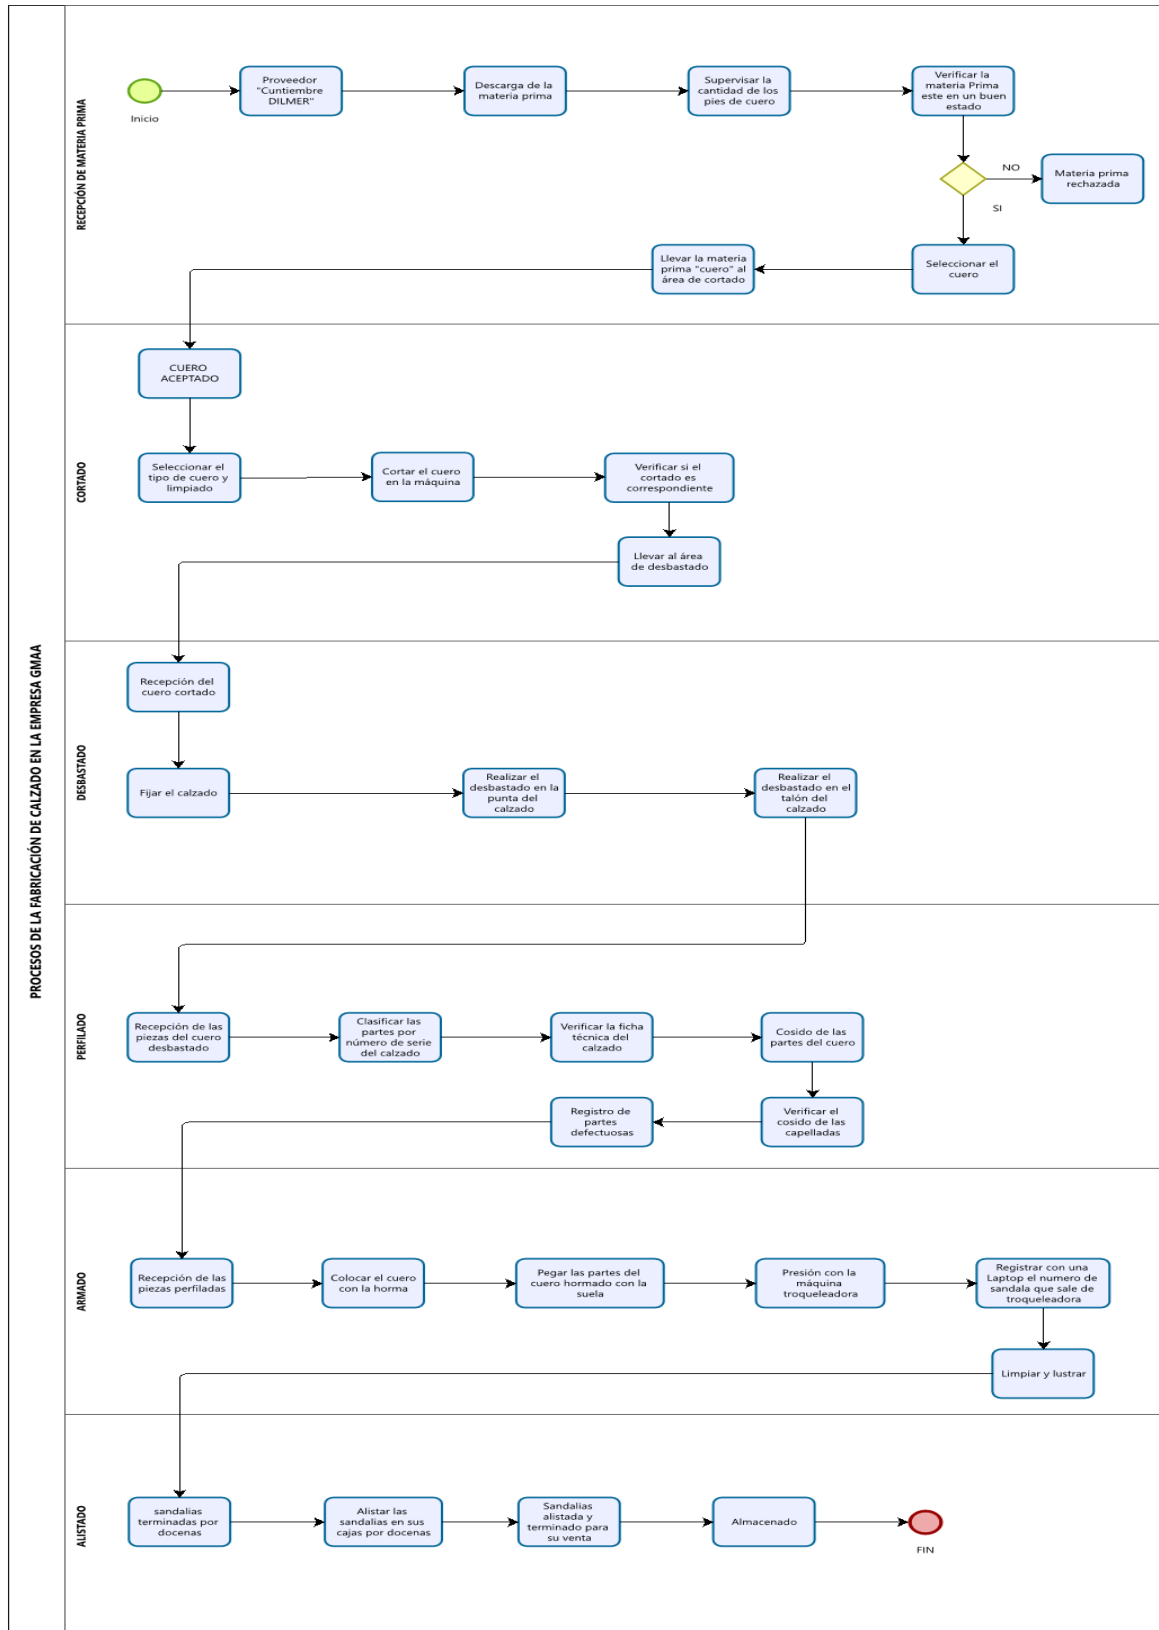 PROCESOS DE LA FABRICACIÓN DE CALZADO EN LA EMPRESA GMAA
RECEPCIÓN DE MATERIA PRIMA
Inicio
Proveedor
"Cuntiembre
DILMER"
Descarga de la
materia prima
Supervisar la
cantidad de los
pies de cuero
Verificar la
materia Prima
este en un buen
estado
NO
Materia prima
rechazada
SI
Seleccionar el
cuero
Llevar la materia
prima "cuero" al
área de cortado
CORTADO
CUERO
ACEPTADO
Seleccionar el
tipo de cuero y
limpiado
Cortar el cuero
en la máquina
Verificar si el
cortado es
correspondiente
Llevar al área
de desbastado
DESBASTADO
Recepción del
cuero cortado
Fijar el calzado
Realizar el
desbastado en la
punta del
calzado
Realizar el
desbastado en el
talón del
calzado
PERFILADO
Recepción de las
piezas del cuero
desbastado
Clasificar las
partes por
número de serie
del calzado
Verificar la ficha
técnica del
calzado
Cosido de las
partes del cuero
Verificar el
cosido de las
capelladas
Registro de
partes
defectuosas
ARMADO
Recepción de las
piezas perfiladas
Colocar el cuero
con la horma
Pegar las partes del
cuero hormado con la
suela
Presión con la
máquina
troqueleadora
Registrar con una
Laptop el numero de
sandala que sale de
troqueleadora
Limpiar y lustrar
ALISTADO
sandalias
terminadas por
docenas
Alistar las
sandalias en sus
cajas por docenas
Sandalias
alistada y
terminado para
su venta
Almacenado
FIN